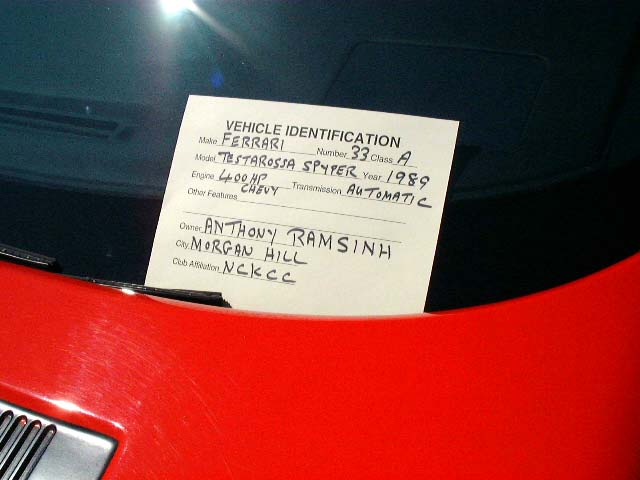 VEHICLE IDENTIFICATION
Make FERRARI Number 33 Class A
Model TESTAROSSA SPYPER Year 1989
Engine 400 HP CHEVY Transmission AUTOMATIC
Other Features
Owner ANTHONY RAMSINH
City MORGAN HILL
Club Affiliation NCKCC